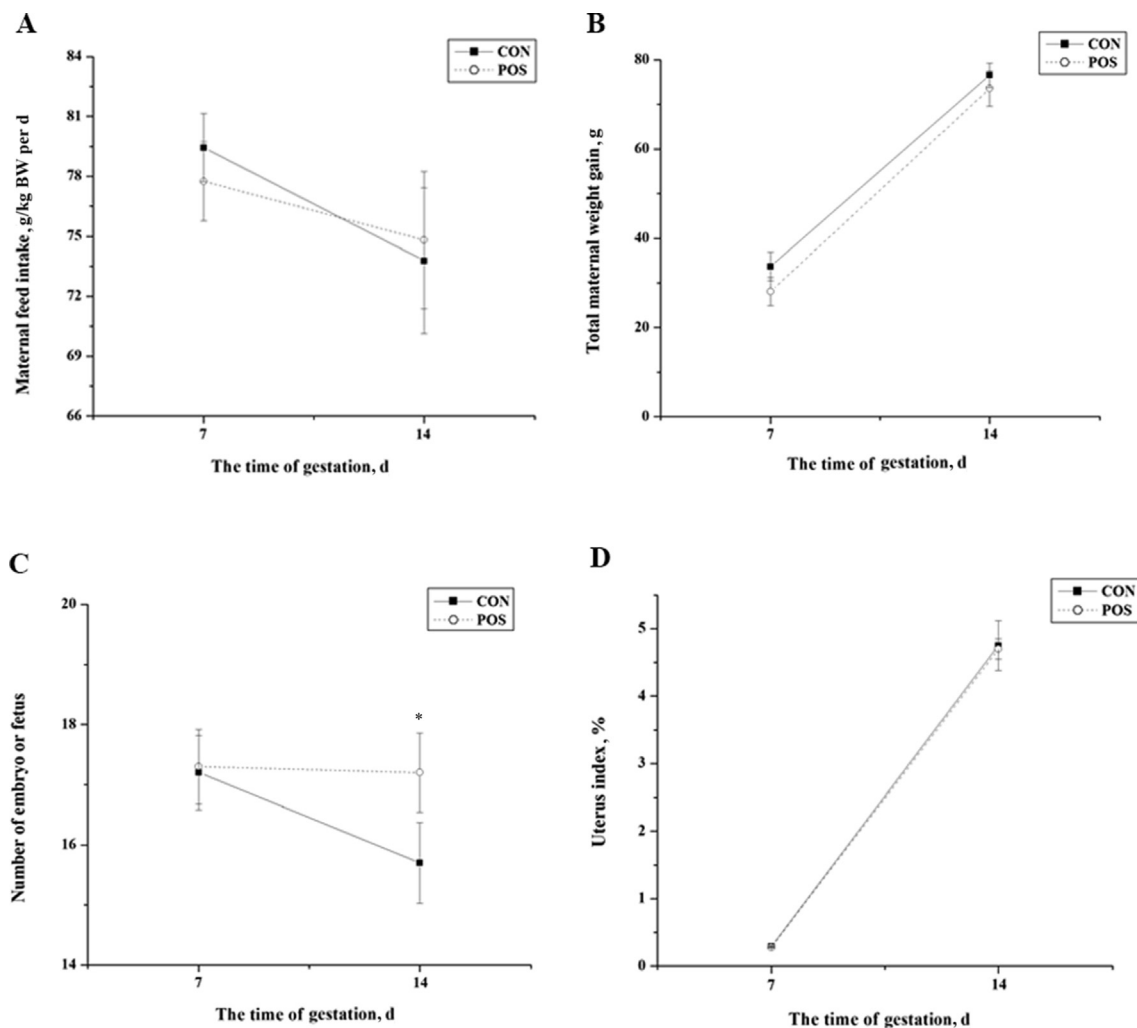 A
CON
POS
84
81
78
75
72
69
66
Maternal feed intake, g/kg BW per d
7
14
The time of gestation, d
B
CON
POS
80
60
40
20
0
Total maternal weight gain, g
7
14
The time of gestation, d
C
CON
POS
20
18
16
14
*
Number of embryo or fetus
7
14
The time of gestation, d
D
CON
POS
5
4
3
2
1
0
Uterus index, %
7
14
The time of gestation, d